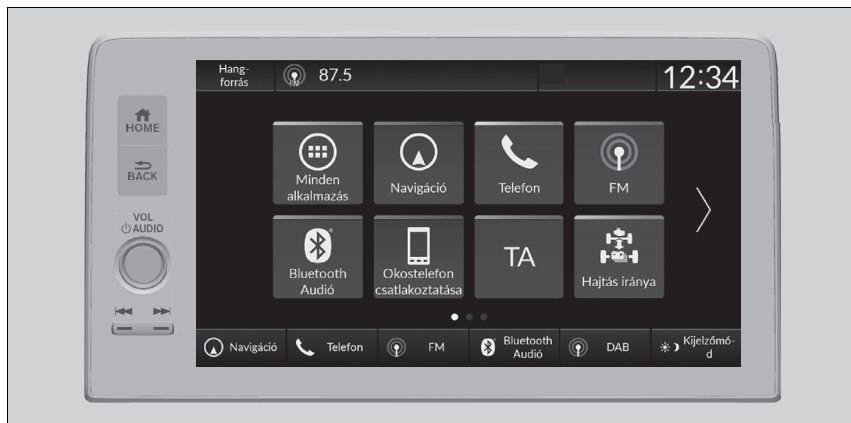 Hang-
forrás
FM
87.5
12:34
HOME
BACK
VOL
AUDIO
Minden
alkalmazás
Navigáció
Telefon
FM
Bluetooth
Audió
Okostelefon
csatlakoztatása
TA
Hajtás iránya
Navigáció
Telefon
FM
Bluetooth
Audió
DAB
Kijelzőmó-
d